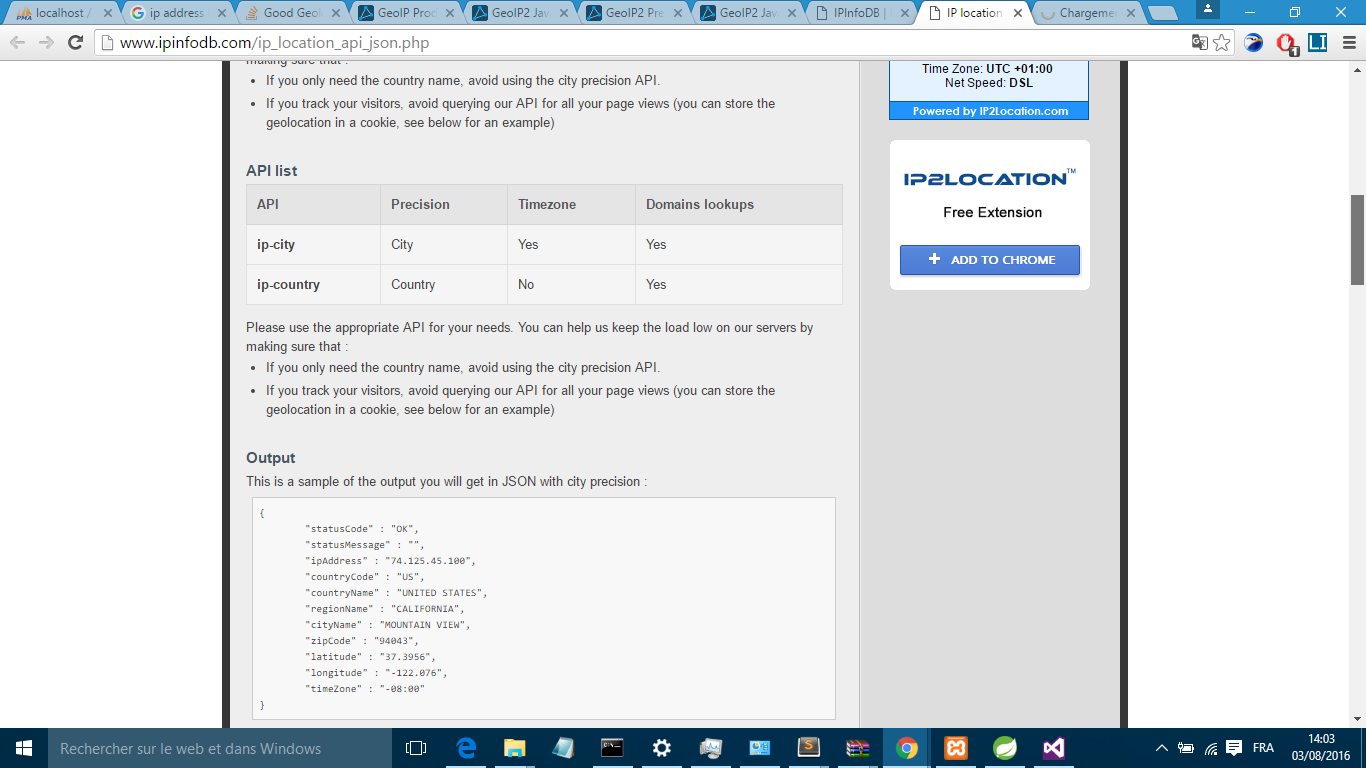 localhost /
ip address
Good Geol
GeoIP Proc
GeoIP2 Jav
GeoIP2 Pre
GeoIP2 Jav
IPInfoDB |
IP location
Chargeme
www.ipinfodb.com/ip_location_api_json.php
making sure that :
• If you only need the country name, avoid using the city precision API.
• If you track your visitors, avoid querying our API for all your page views (you can store the
geolocation in a cookie, see below for an example)
API list
API Precision Timezone Domains lookups
ip-city City Yes Yes
ip-country Country No Yes
Please use the appropriate API for your needs. You can help us keep the load low on our servers by
making sure that :
• If you only need the country name, avoid using the city precision API.
• If you track your visitors, avoid querying our API for all your page views (you can store the
geolocation in a cookie, see below for an example)
Output
This is a sample of the output you will get in JSON with city precision :
{
"statusCode" : "OK",
"statusMessage" : "",
"ipAddress" : "74.125.45.100",
"countryCode" : "US",
"countryName" : "UNITED STATES",
"regionName" : "CALIFORNIA",
"cityName" : "MOUNTAIN VIEW",
"zipCode" : "94043",
"latitude" : "37.3956",
"longitude" : "-122.076",
"timeZone" : "-08:00"
}
Time Zone: UTC +01:00
Net Speed: DSL
Powered by IP2Location.com
IP2LOCATION™
Free Extension
+ ADD TO CHROME
Rechercher sur le web et dans Windows
FRA
14:03
03/08/2016